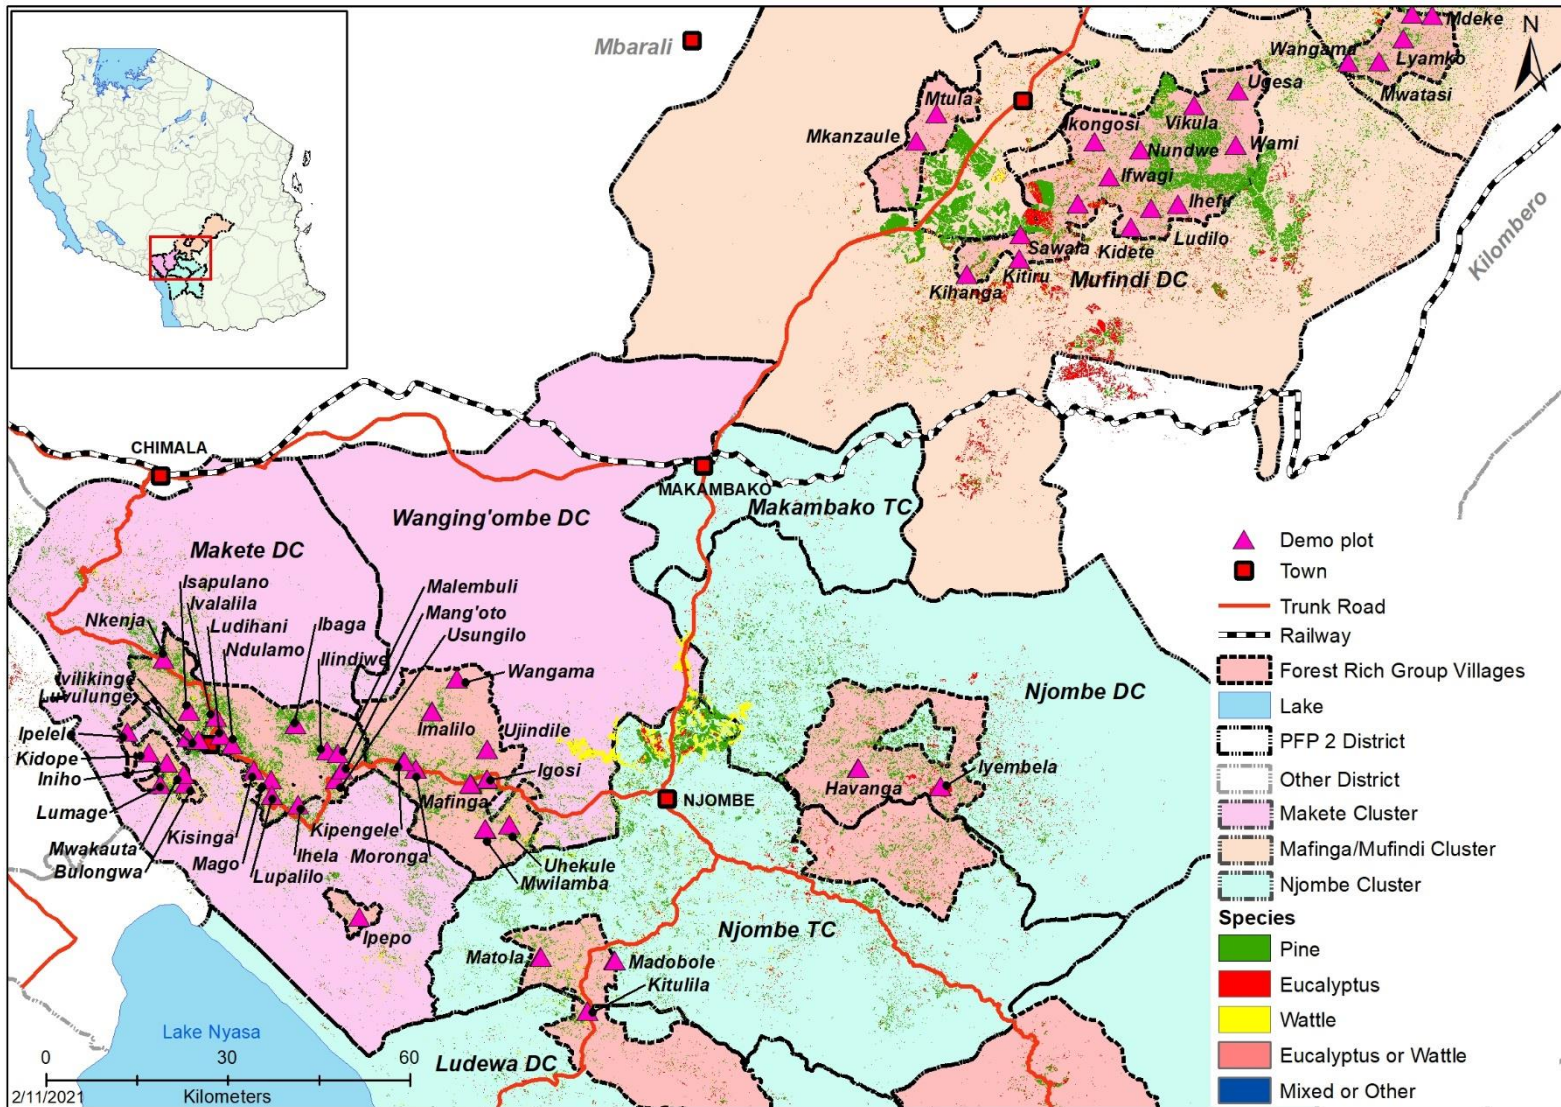 Mbarali
N
Mdeke
Wangama
Lyamko
Mwatasi
Ugesa
Mtula
Vikula
Ikongosi
Mkanzaule
Nundwe
Wami
Ifwagi
Ihefu
Sawala
Kidete
Ludilo
Kitiru
Kihanga
Mufindi DC
Kilombero
CHIMALA
MAKAMBAKO
Makambako TC
Wanging'ombe DC
Makete DC
Isapulano
Ivalalila
Ludihani
Ndulamo
Nkenja
Ibaga
Ilindiwe
Malembuli
Mang'oto
Usungilo
Ivilikinge
Luvulunge
Wangama
Imalilo
Ujindile
Njombe DC
Ipelele
Kidope
Iniho
Lumage
Igosi
Mafinga
Havanga
Iyembela
NJOMBE
Mwakauta
Bulongwa
Kisinga
Mago
Lupalilo
Ihela
Kipengele
Moronga
Uhekule
Mwilamba
Ipepo
Njombe TC
Matola
Madobole
Kitulila
Lake Nyasa
Ludewa DC
0 30 60
Kilometers
2/11/2021
Demo plot
Town
Trunk Road
Railway
Forest Rich Group Villages
Lake
PFP 2 District
Other District
Makete Cluster
Mafinga/Mufindi Cluster
Njombe Cluster
Species
Pine
Eucalyptus
Wattle
Eucalyptus or Wattle
Mixed or Other